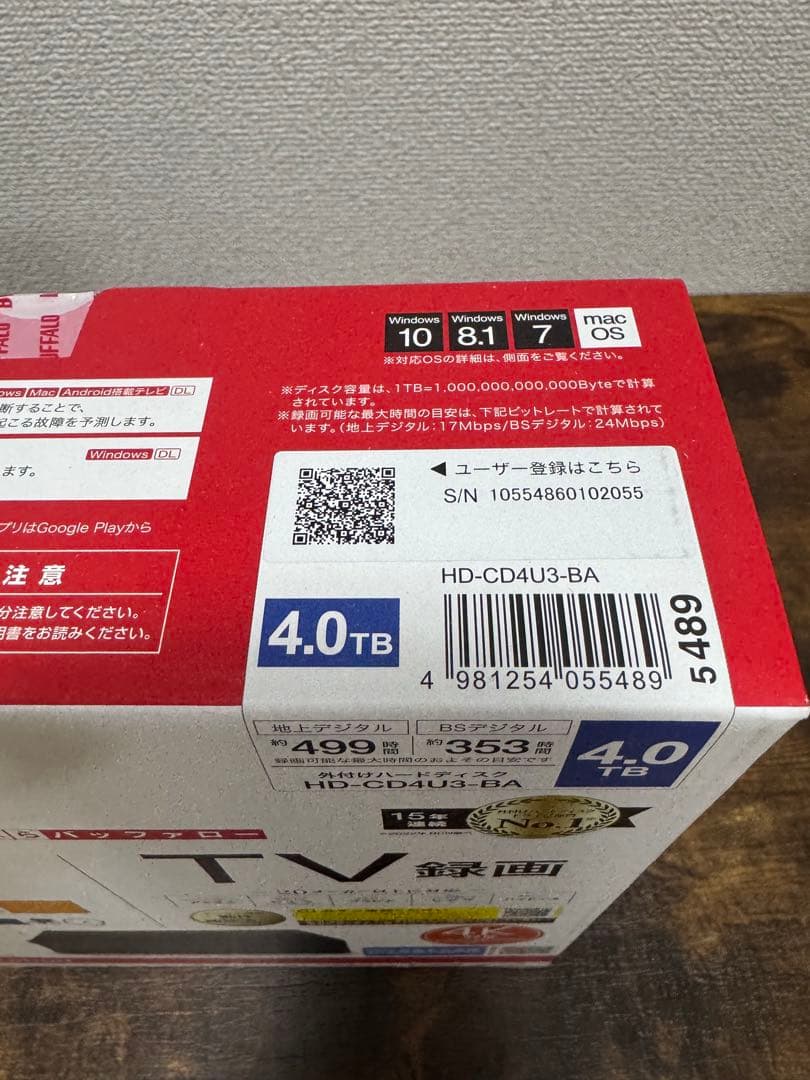 Windows 10
Windows 8.1
Windows 7
mac OS
※対応OSの詳細は、側面をご覧ください。
※ディスク容量は、1TB=1,000,000,000,000Byteで計算
されています。
※録画可能な最大時間の目安は、下記ビットレートで計算されて
います。(地上デジタル:17Mbps/BSデジタル:24Mbps)
BUFFALO
ows Mac Android搭載テレビ DL
断することで、
起こる故障を予測します。
Windows DL
ます。
プリはGoogle Playから
注意
分注意してください。
明書をお読みください。
◀ ユーザー登録はこちら
S/N 10554860102055
HD-CD4U3-BA
4.0TB
4 981254 055489
5489
地上デジタル
約499時間
BSデジタル
約353時間
録画可能な最大時間のおよその目安です
外付けハードディスク
HD-CD4U3-BA
4.0TB
15年連続
No.1
バッファロー
TV録画
4K